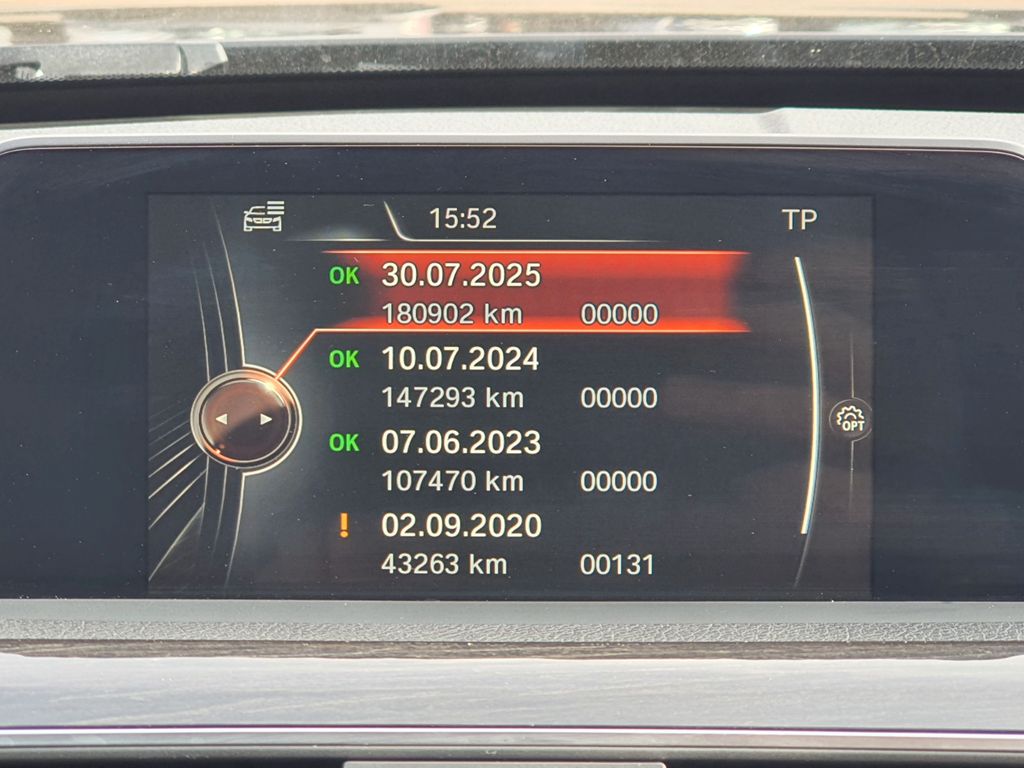 15:52 TP
OK 30.07.2025
180902 km 00000
OK 10.07.2024
147293 km 00000
OK 07.06.2023
107470 km 00000
! 02.09.2020
43263 km 00131
OPT